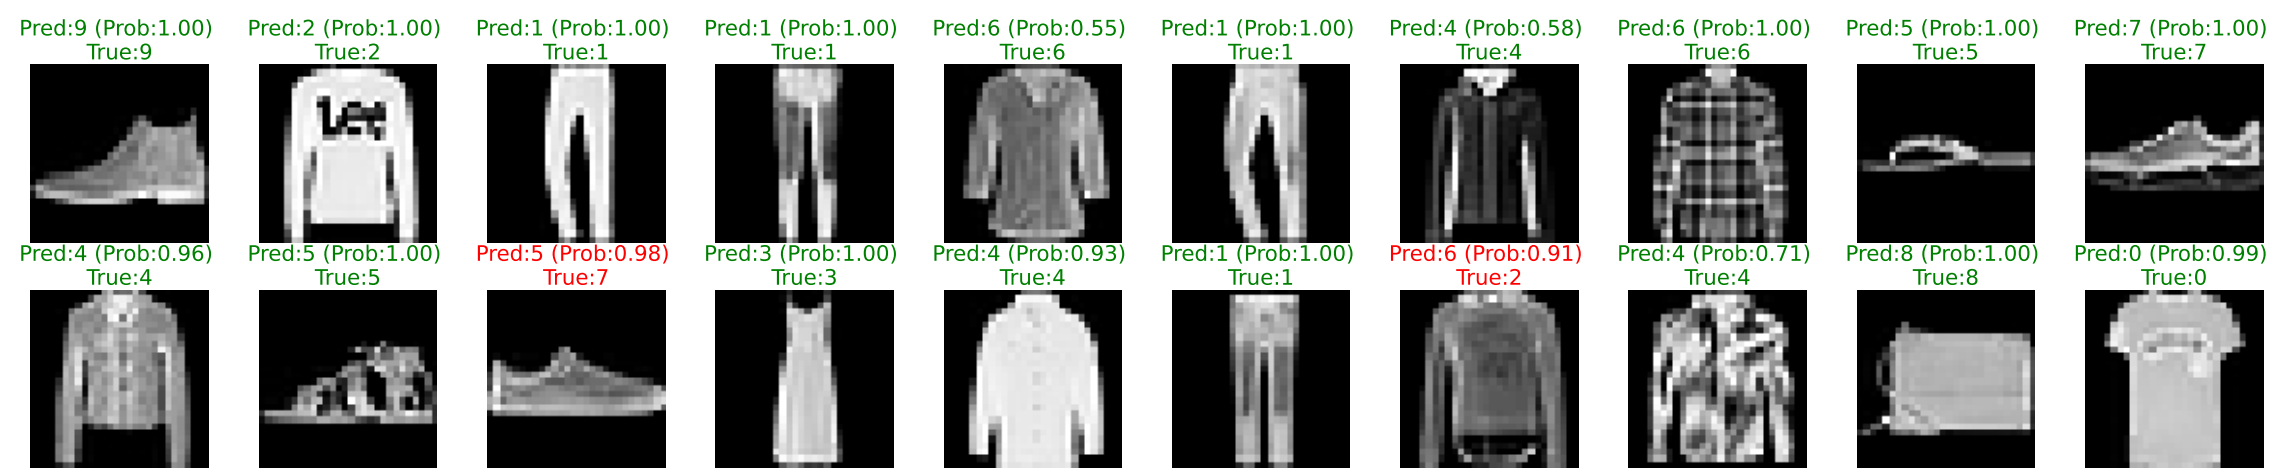 Pred:9 (Prob:1.00) Pred:2 (Prob:1.00) Pred:1 (Prob:1.00) Pred:1 (Prob:1.00) Pred:6 (Prob:0.55) Pred:1 (Prob:1.00) Pred:4 (Prob:0.58) Pred:6 (Prob:1.00) Pred:5 (Prob:1.00) Pred:7 (Prob:1.00)
True:9 True:2 True:1 True:1 True:6 True:1 True:4 True:6 True:5 True:7
Lee
Pred:4 (Prob:0.96) Pred:5 (Prob:1.00) Pred:5 (Prob:0.98) Pred:3 (Prob:1.00) Pred:4 (Prob:0.93) Pred:1 (Prob:1.00) Pred:6 (Prob:0.91) Pred:4 (Prob:0.71) Pred:8 (Prob:1.00) Pred:0 (Prob:0.99)
True:4 True:5 True:7 True:3 True:4 True:1 True:2 True:4 True:8 True:0